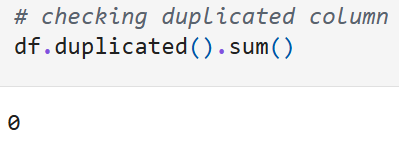 # checking duplicated column
df.duplicated().sum()
0